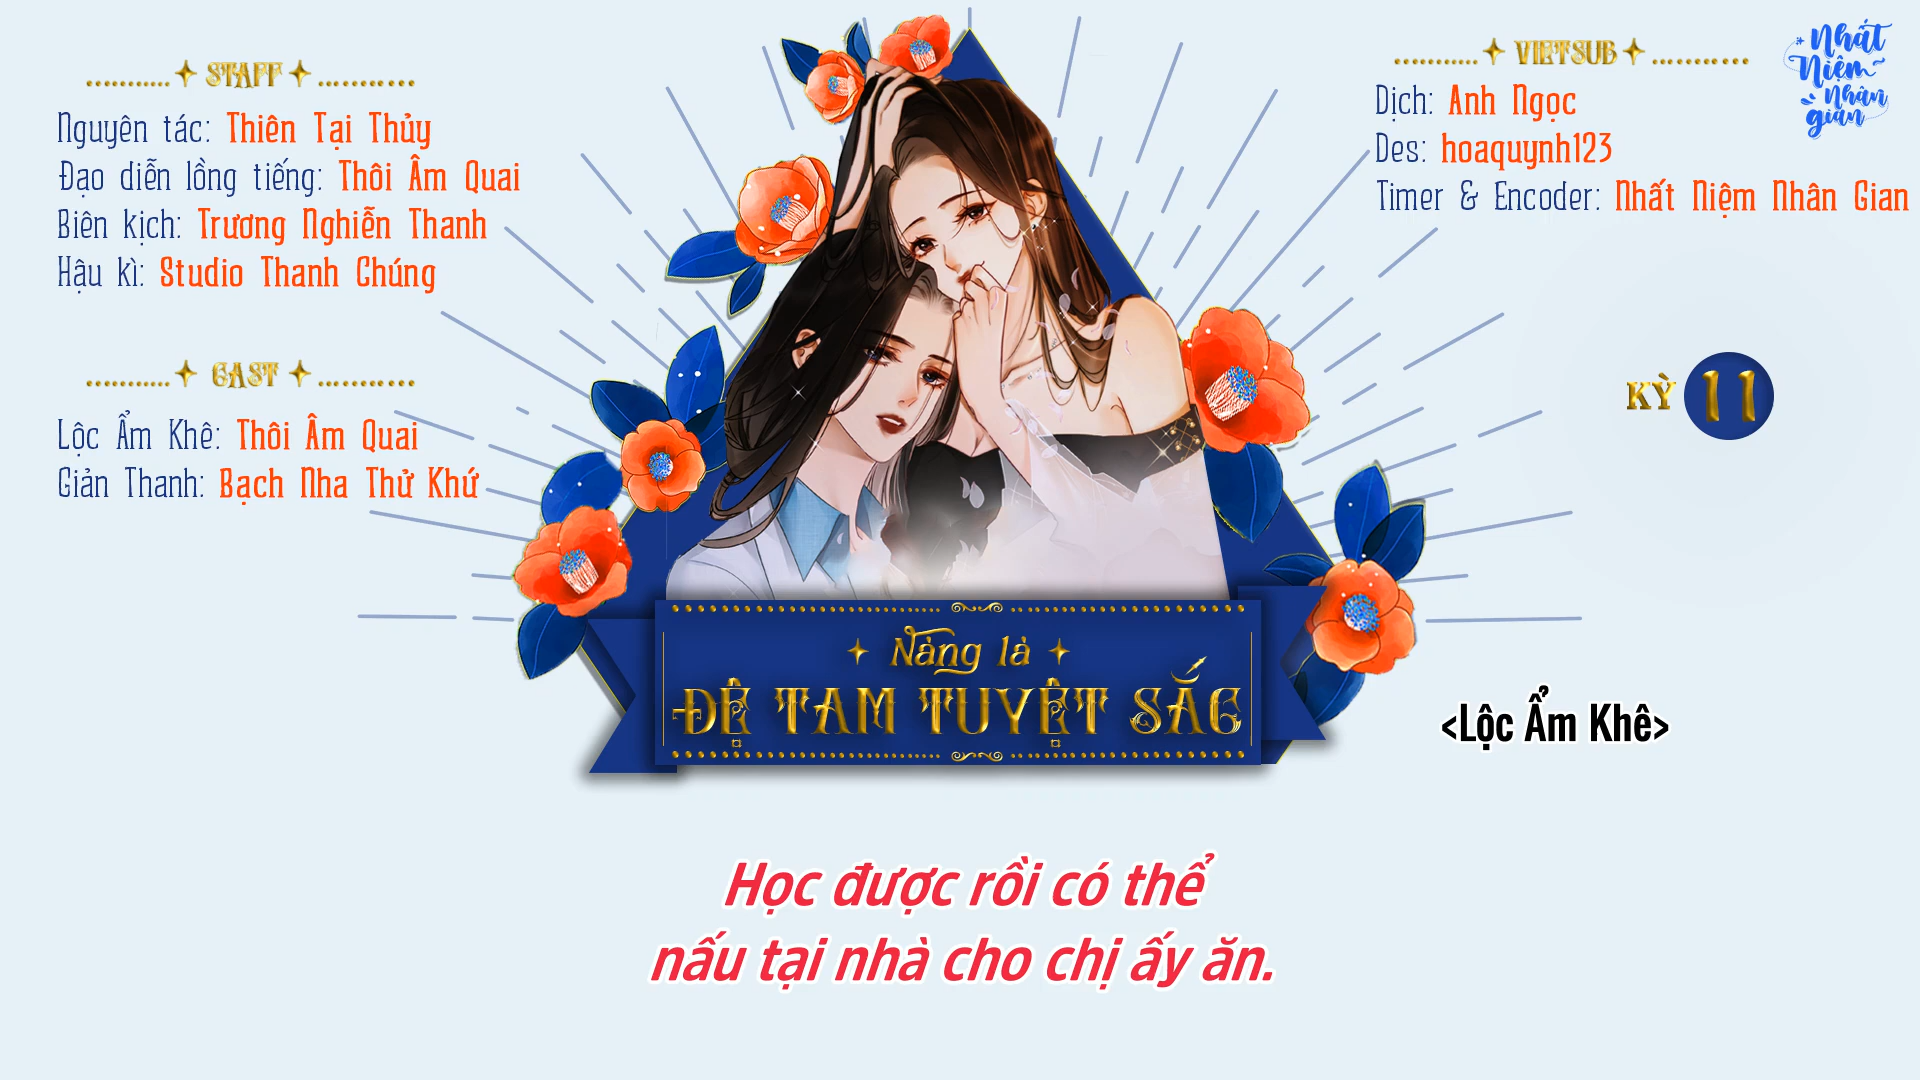 STAFF
Nguyên tác: Thiên Tại Thủy
Đạo diễn lồng tiếng: Thôi Âm Quai
Biên kịch: Trương Nghiễn Thanh
Hậu kì: Studio Thanh Chúng
CAST
Lộc Ẩm Khê: Thôi Âm Quai
Giản Thanh: Bạch Nha Thử Khứ
VIETSUB
Dịch: Anh Ngọc
Des: hoaquynh123
Timer & Encoder: Nhất Niệm Nhân Gian
Nhất
Niệm
Nhân
gian
KỲ 11
Nàng là
ĐỆ TAM TUYỆT SẮC
<Lộc Ẩm Khê>
Học được rồi có thể
nấu tại nhà cho chị ấy ăn.